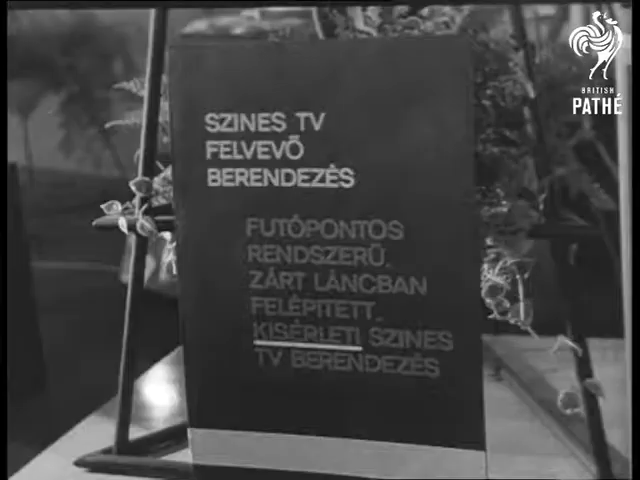 BRITISH
PATHÉ
SZINES TV
FELVEVŐ
BERENDEZÉS
FUTÓPONTOS
RENDSZERŰ,
ZÁRT LÁNCBAN
FELÉPITETT,
KISÉRLETI SZINES
TV BERENDEZÉS